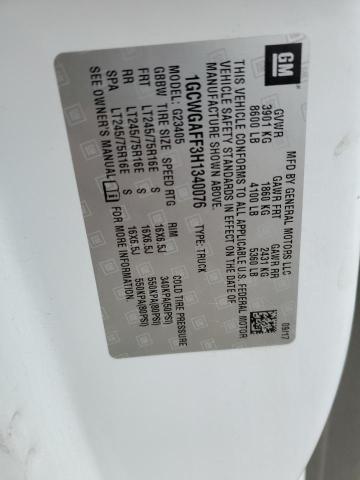 GM
MFD BY GENERAL MOTORS LLC
09/17
GVWR GAWR FRT GAWR RR
3901 KG 1860 KG 2431 KG
8600 LB 4100 LB 5360 LB
THIS VEHICLE CONFORMS TO ALL APPLICABLE U.S. FEDERAL MOTOR
VEHICLE SAFETY STANDARDS IN EFFECT ON THE DATE OF
MANUFACTURE SHOWN ABOVE.
1GCWGAFF3H1340076 TYPE: TRUCK
G23405
GBBW TIRE SIZE SPEED RTG RIM COLD TIRE PRESSURE
FRT LT245/75R16E S 16X6.5J 340KPA(50PSI)
RR LT245/75R16E S 16X6.5J 550KPA(80PSI)
SPA LT245/75R16E S 16X6.5J 550KPA(80PSI)
SEE OWNER'S MANUAL FOR MORE INFORMATION.